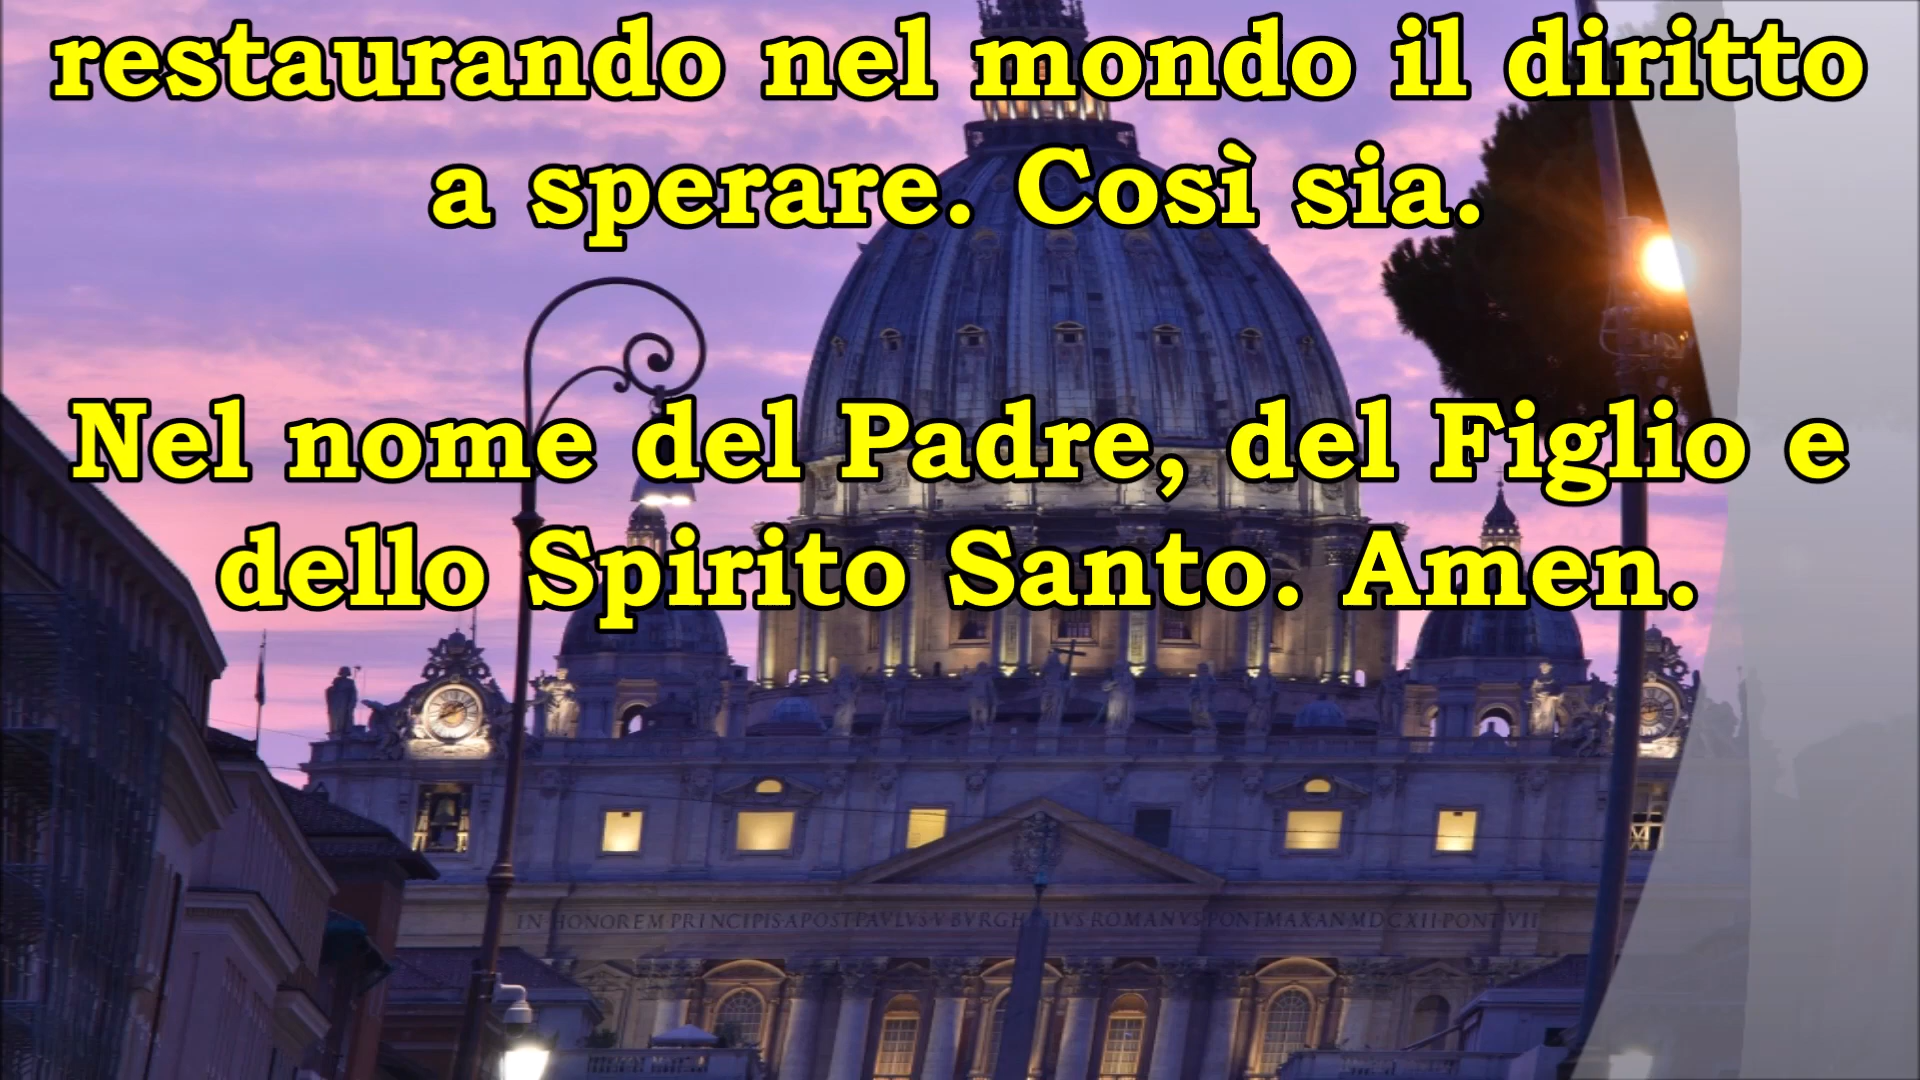 restaurando nel mondo il diritto
a sperare. Così sia.
Nel nome del Padre, del Figlio e
dello Spirito Santo. Amen.
IN HONOREM PRINCIPIS APOST PAVLVS V BVRGHESIVS ROMANVS PONT MAX AN MDCXII PONT VII